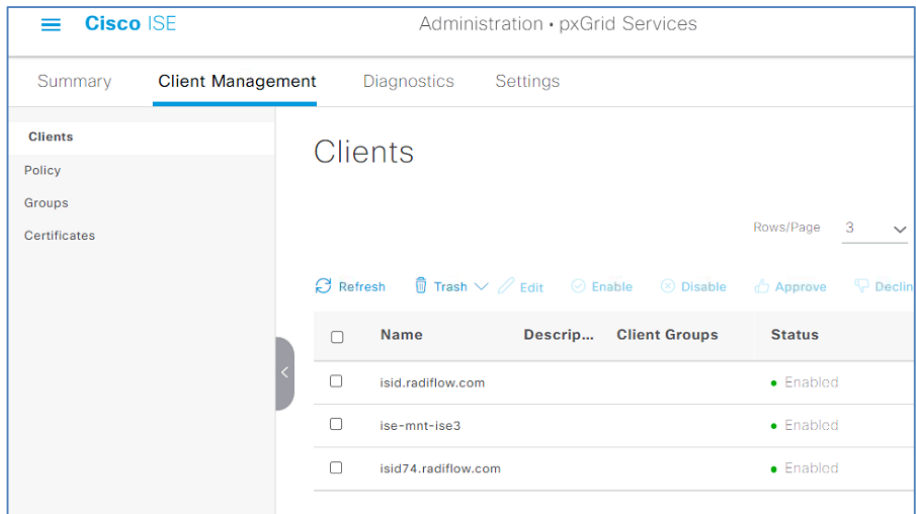 Cisco ISE
Administration • pxGrid Services
Summary Client Management Diagnostics Settings
Clients
Policy
Groups
Certificates
Clients
Rows/Page 3
Refresh Trash Edit Enable Disable Approve Declin
Name Descrip... Client Groups Status
isid.radiflow.com Enabled
ise-mnt-ise3 Enabled
isid74.radiflow.com Enabled